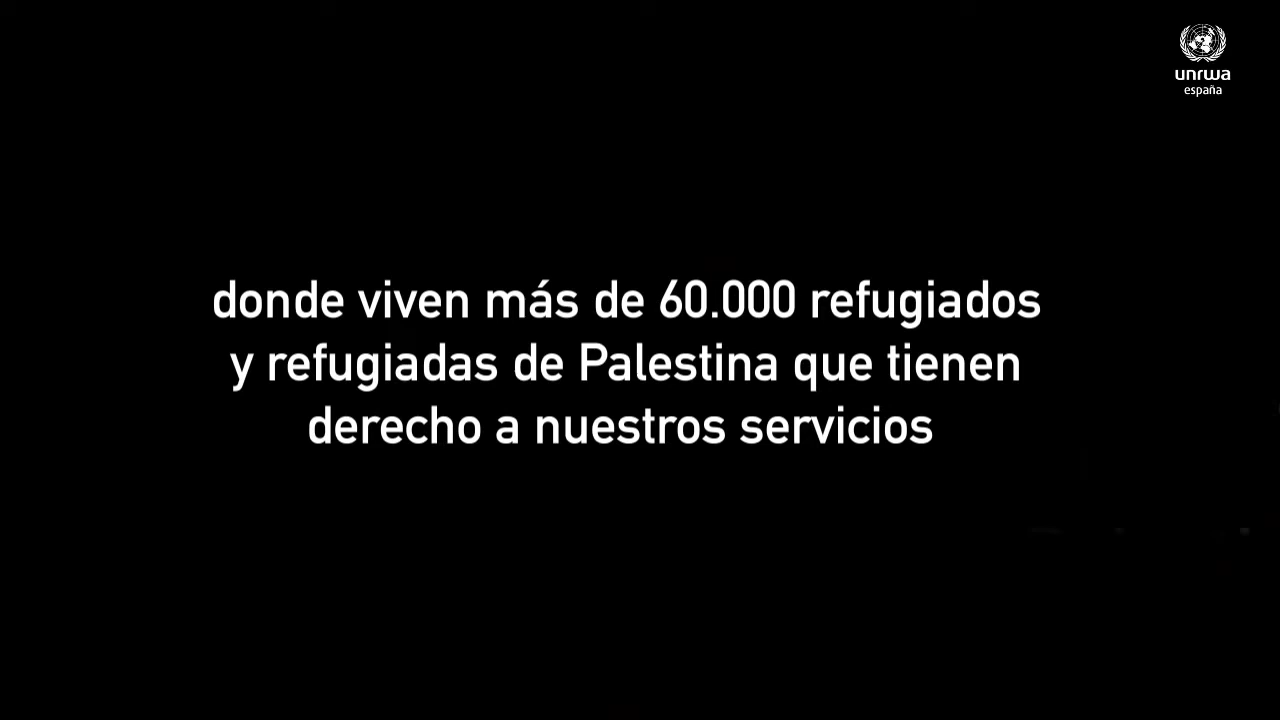 unrwa
españa
donde viven más de 60.000 refugiados
y refugiadas de Palestina que tienen
derecho a nuestros servicios